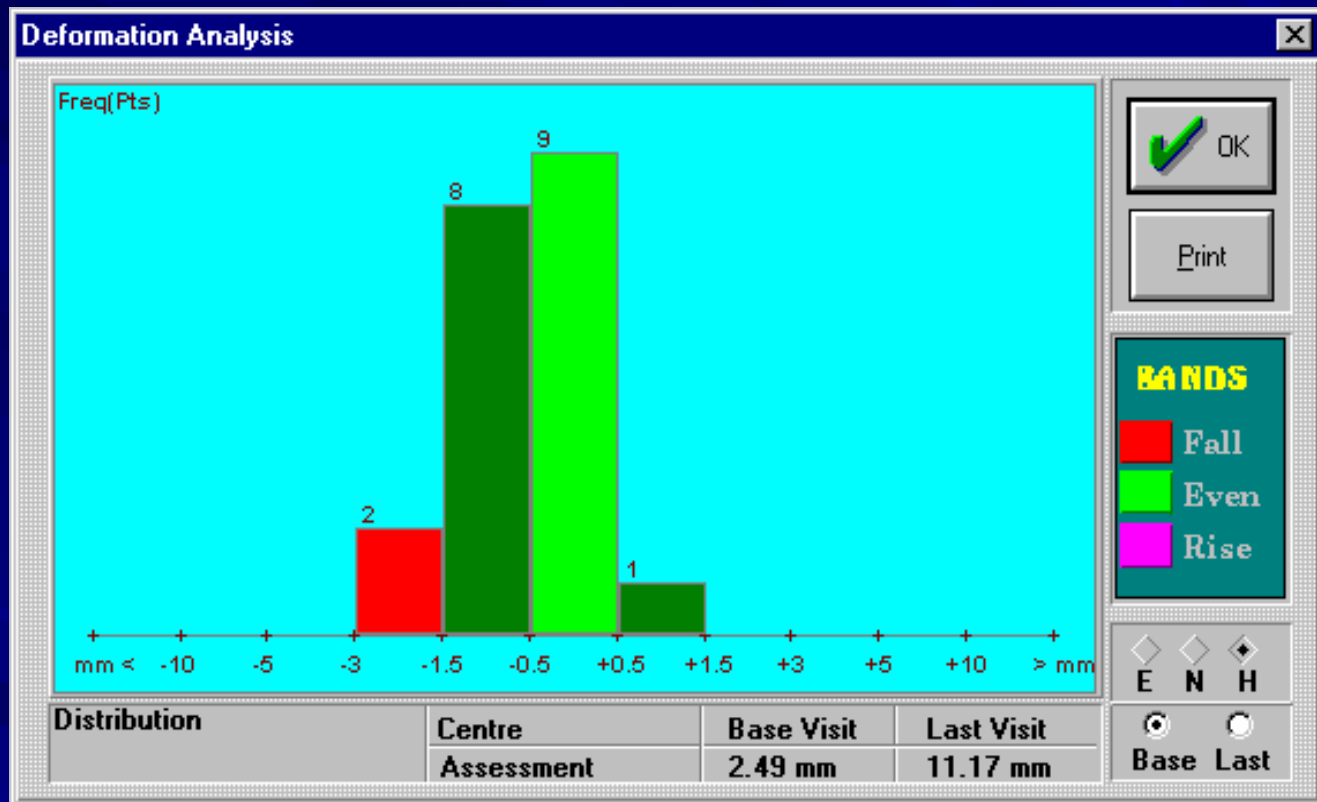 Deformation Analysis
Freq(Pts)
9
8
2
1
mm < -10 -5 -3 -1.5 -0.5 +0.5 +1.5 +3 +5 +10 > mm
OK
Print
BANDS
Fall
Even
Rise
E N H
Base Last
Distribution Centre Base Visit Last Visit
Assessment 2.49 mm 11.17 mm